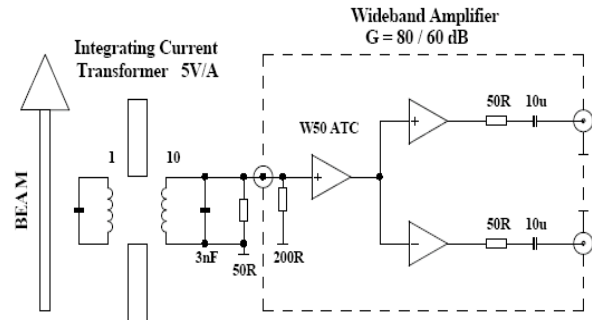 Wideband Amplifier
G = 80 / 60 dB
Integrating Current
Transformer 5V/A
BEAM
1
10
3nF
50R
200R
W50 ATC
+
+
−
50R
10u
50R
10u